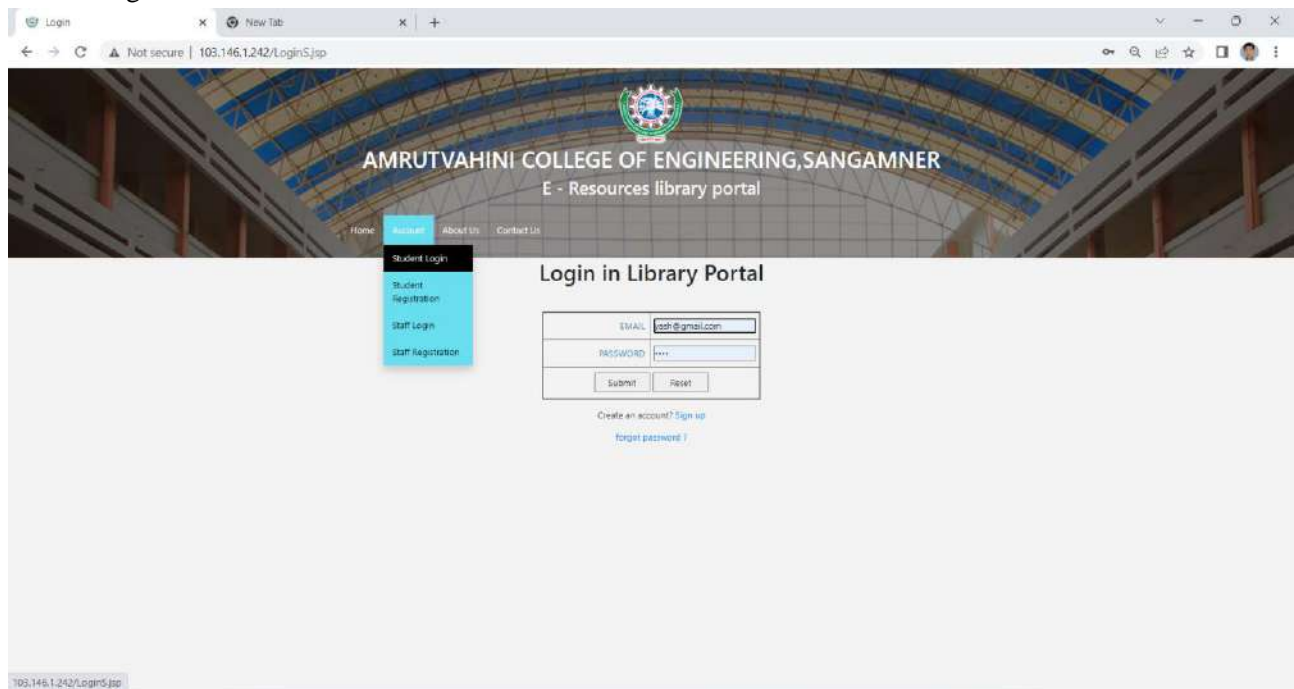 Login
New Tab
Not secure | 103.146.1.242/LoginS.jsp
AMRUTVAHINI COLLEGE OF ENGINEERING,SANGAMNER
E - Resources library portal
Home Account About Us Contact Us
Student Login
Student
Registration
Staff Login
Staff Registration
Login in Library Portal
EMAIL yash@gmail.com
PASSWORD ••••
Submit Reset
Create an account? Sign up
forget password ?
103.146.1.242/LoginS.jsp